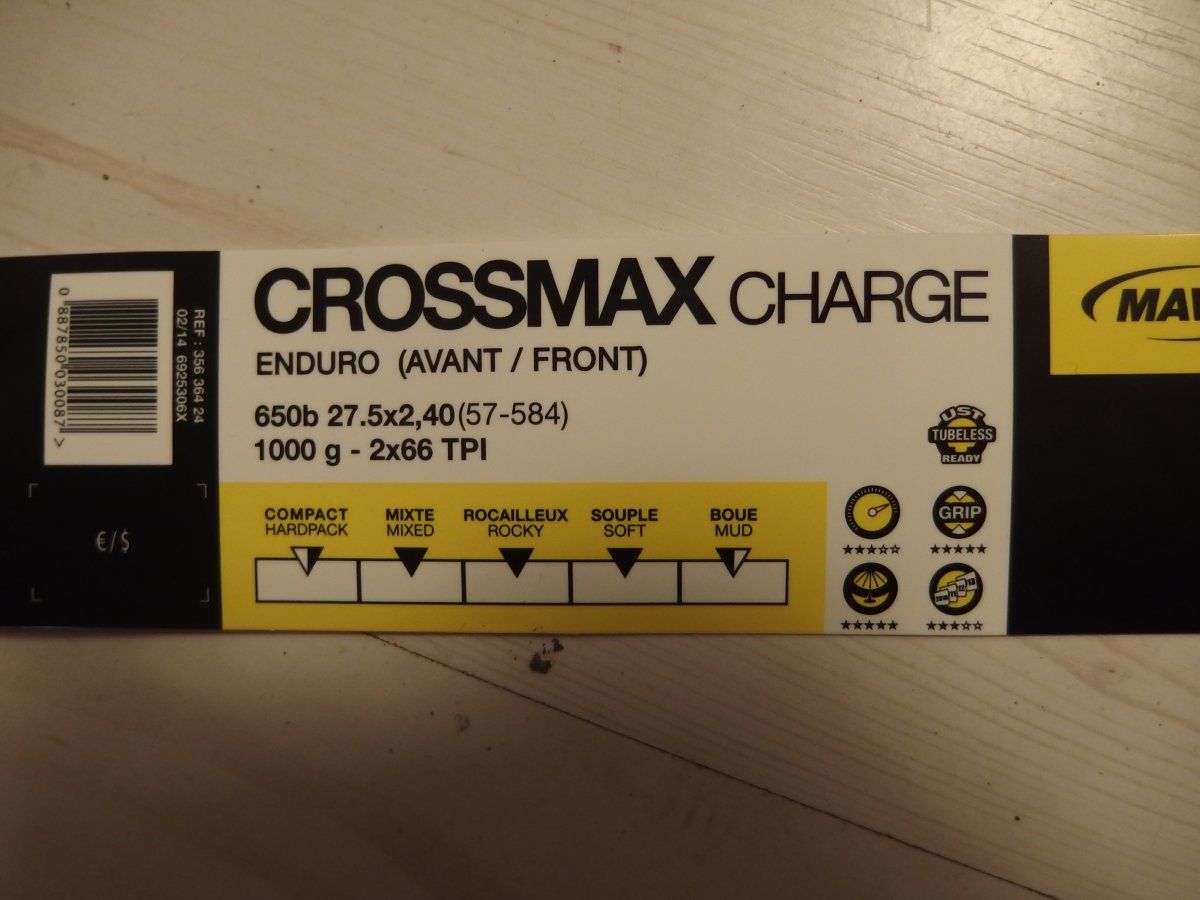 0 887850 030087 >
REF : 356 364 24
02/14 6925306X
€/$
CROSSMAX CHARGE
ENDURO (AVANT / FRONT)
650b 27.5x2,40 (57-584)
1000 g - 2x66 TPI
UST
TUBELESS
READY
COMPACT
HARDPACK
MIXTE
MIXED
ROCAILLEUX
ROCKY
SOUPLE
SOFT
BOUE
MUD
GRIP
MAV